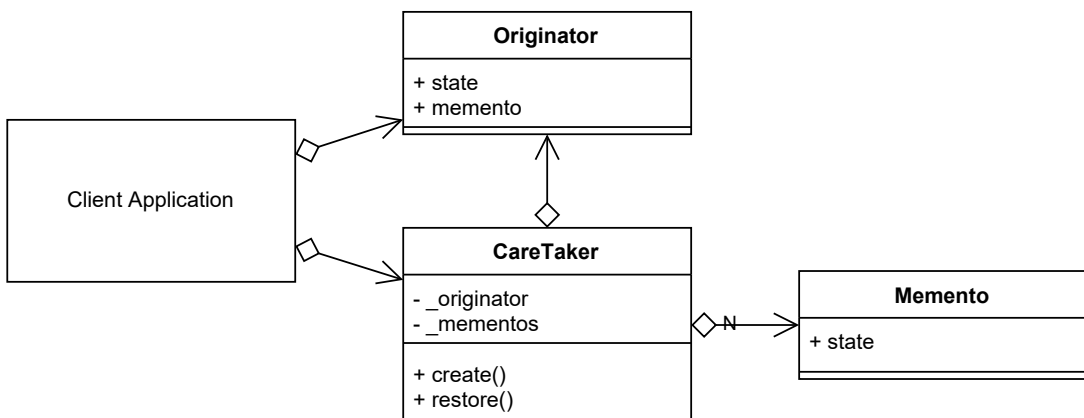 Originator
+ state
+ memento
Client Application
CareTaker
- _originator
- _mementos
+ create()
+ restore()
N
Memento
+ state